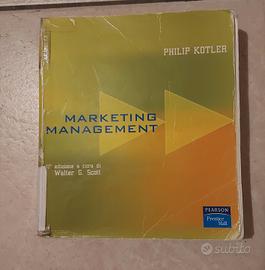 PHILIP KOTLER
MARKETING
MANAGEMENT
edizione a cura di
Walter G. Scott
PEARSON
Prentice
Hall
subito